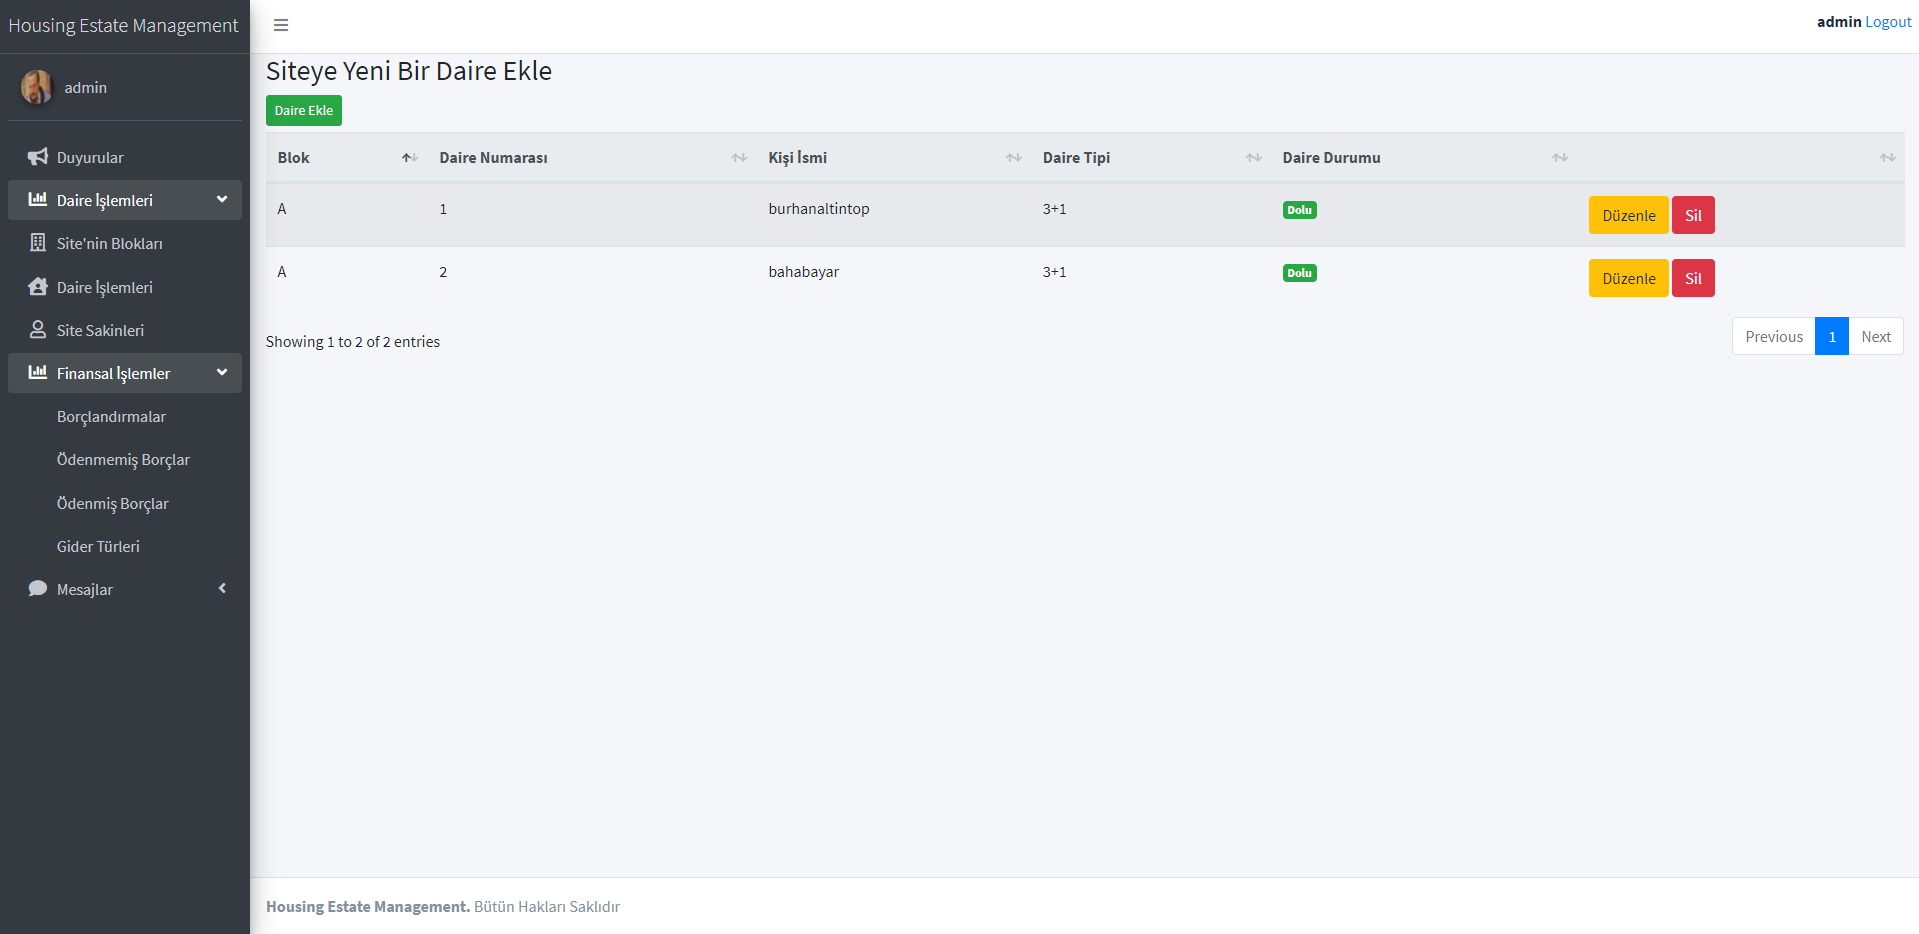 Housing Estate Management
admin Logout
admin
Duyurular
Daire İşlemleri
Site'nin Blokları
Daire İşlemleri
Site Sakinleri
Finansal İşlemler
Borçlandırmalar
Ödenmemiş Borçlar
Ödenmiş Borçlar
Gider Türleri
Mesajlar
Siteye Yeni Bir Daire Ekle
Daire Ekle
Blok Daire Numarası Kişi İsmi Daire Tipi Daire Durumu
A 1 burhanaltintop 3+1 Dolu Düzenle Sil
A 2 bahabayar 3+1 Dolu Düzenle Sil
Showing 1 to 2 of 2 entries
Previous 1 Next
Housing Estate Management. Bütün Hakları Saklıdır